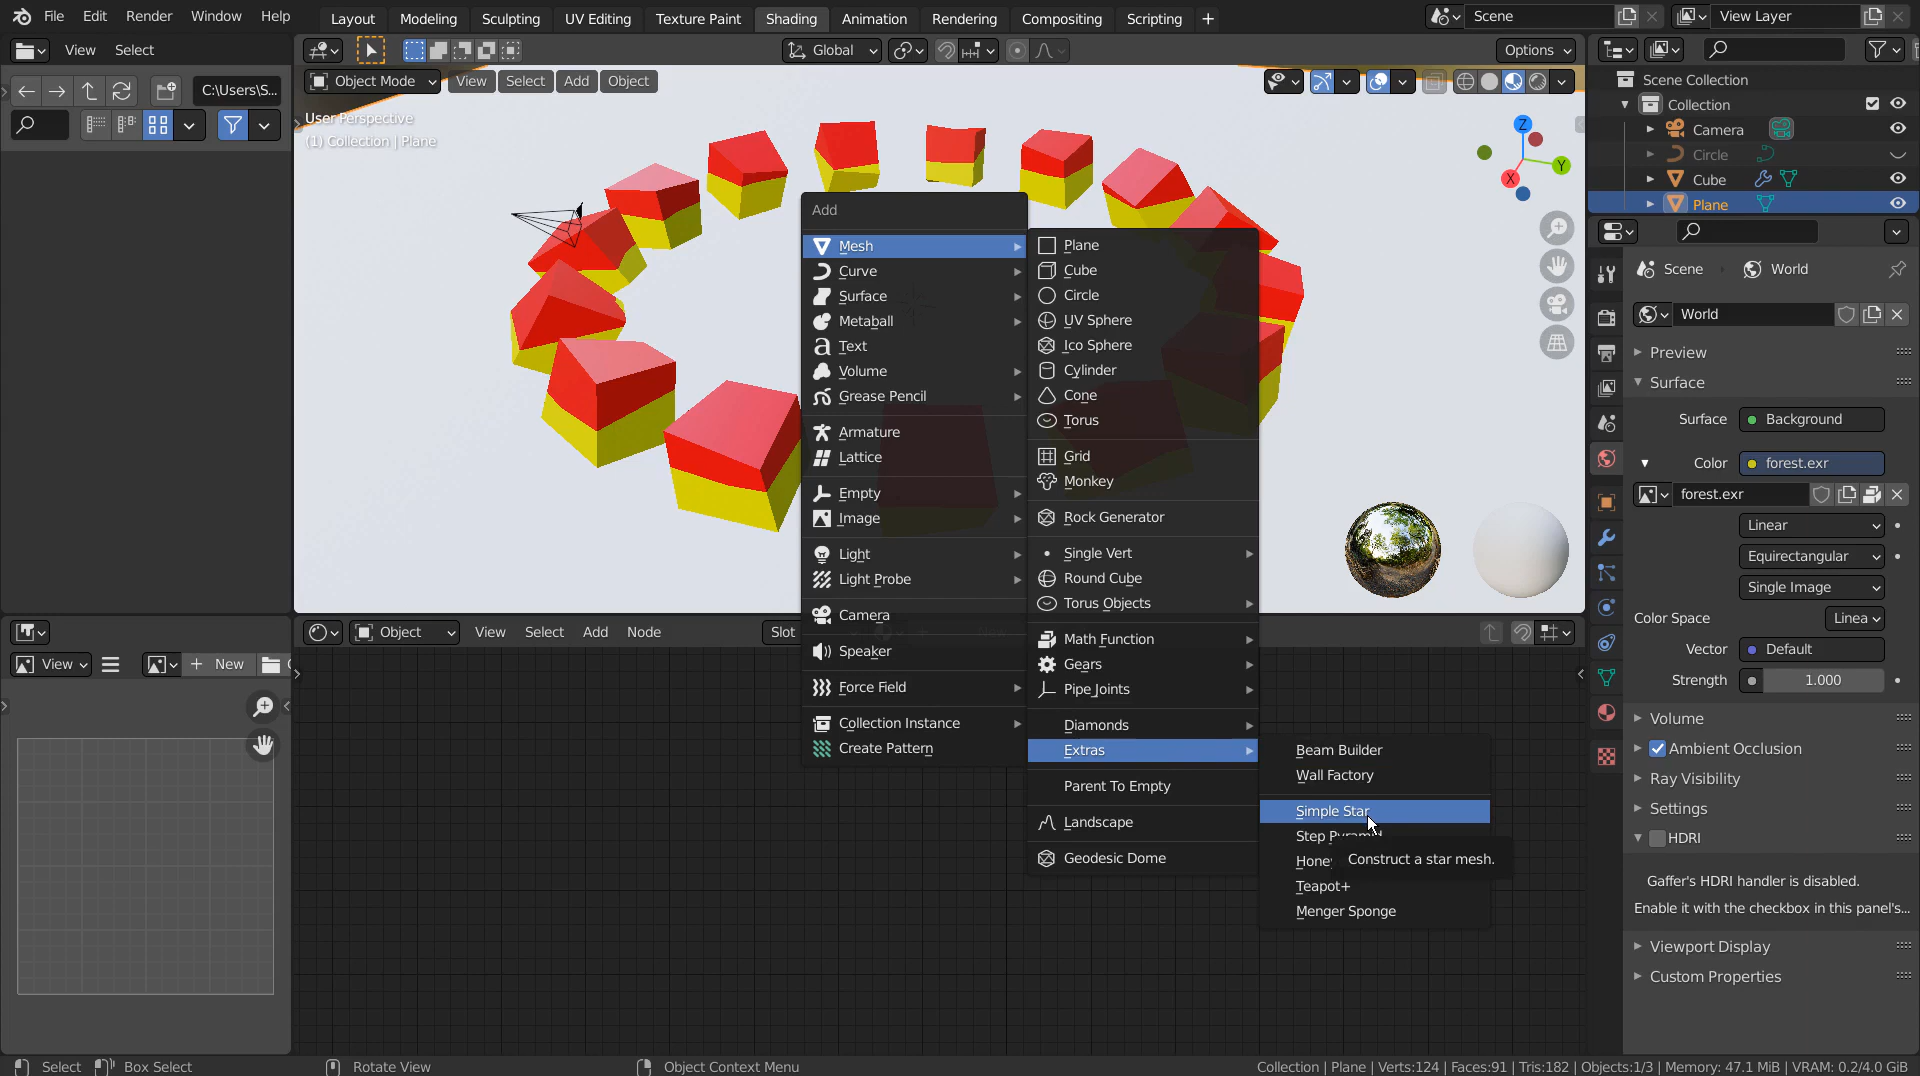 File Edit Render Window Help
Layout Modeling Sculpting UV Editing Texture Paint Shading Animation Rendering Compositing Scripting +
Scene
View Layer
View Select
Global
Options
C:\Users\S...
Object Mode View Select Add Object
User Perspective
(1) Collection | Plane
Z
Y
X
Scene Collection
Collection
Camera
Circle
Cube
Plane
Add
Mesh
Curve
Surface
Metaball
Text
Volume
Grease Pencil
Armature
Lattice
Empty
Image
Light
Light Probe
Camera
Speaker
Force Field
Collection Instance
Create Pattern
Plane
Cube
Circle
UV Sphere
Ico Sphere
Cylinder
Cone
Torus
Grid
Monkey
Rock Generator
Single Vert
Round Cube
Torus Objects
Math Function
Gears
Pipe Joints
Diamonds
Extras
Parent To Empty
Landscape
Geodesic Dome
Beam Builder
Wall Factory
Simple Star
Step Pyramid
Honey
Construct a star mesh.
Teapot+
Menger Sponge
Scene World
World
Preview
Surface
Surface Background
Color forest.exr
forest.exr
Linear
Equirectangular
Single Image
Color Space Linea
Vector Default
Strength 1.000
Volume
Ambient Occlusion
Ray Visibility
Settings
HDRI
Gaffer's HDRI handler is disabled.
Enable it with the checkbox in this panel's...
Viewport Display
Custom Properties
Object View Select Add Node Slot
View + New
Select Box Select Rotate View Object Context Menu
Collection | Plane | Verts:124 | Faces:91 | Tris:182 | Objects:1/3 | Memory: 47.1 MiB | VRAM: 0.2/4.0 GiB